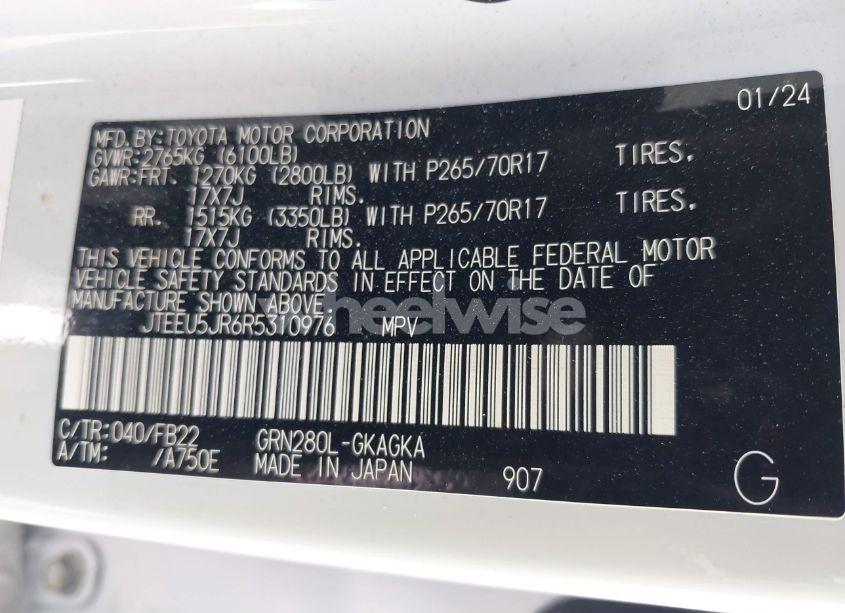 01/24
MFD.BY:TOYOTA MOTOR CORPORATION
GVWR:2765KG (6100LB)
GAWR:FRT. 1270KG (2800LB) WITH P265/70R17 TIRES.
17X7J RIMS.
RR. 1515KG (3350LB) WITH P265/70R17 TIRES.
17X7J RIMS.
THIS VEHICLE CONFORMS TO ALL APPLICABLE FEDERAL MOTOR
VEHICLE SAFETY STANDARDS IN EFFECT ON THE DATE OF
MANUFACTURE SHOWN ABOVE.
wheelwise
JTEEU5JR6R5310976 MPV
C/TR:040/FB22 GRN280L-GKAGKA
A/TM: /A750E MADE IN JAPAN 907 G